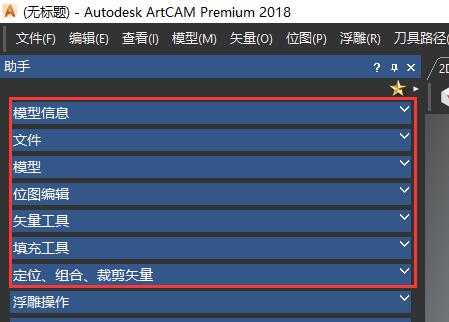 (无标题) - Autodesk ArtCAM Premium 2018
文件(F) 编辑(E) 查看(I) 模型(M) 矢量(O) 位图(P) 浮雕(R) 刀具路径(
助手 ?
2D
模型信息
文件
模型
位图编辑
矢量工具
填充工具
定位、组合、裁剪矢量
浮雕操作